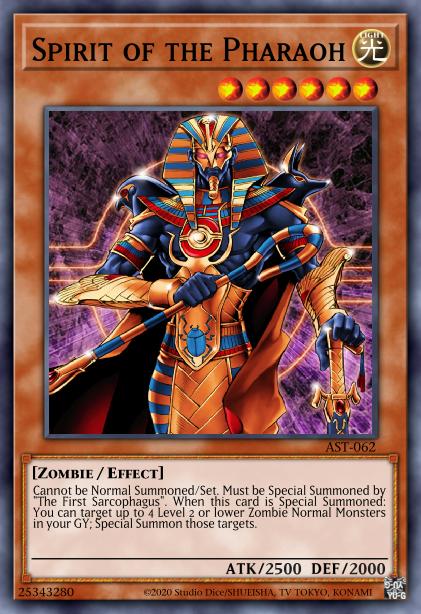 Spirit of the Pharaoh
LIGHT
光
AST-062
[Zombie / Effect]
Cannot be Normal Summoned/Set. Must be Special Summoned by
"The First Sarcophagus". When this card is Special Summoned:
You can target up to 4 Level 2 or lower Zombie Normal Monsters
in your GY; Special Summon those targets.
ATK/2500 DEF/2000
25343280
©2020 Studio Dice/SHUEISHA, TV TOKYO, KONAMI